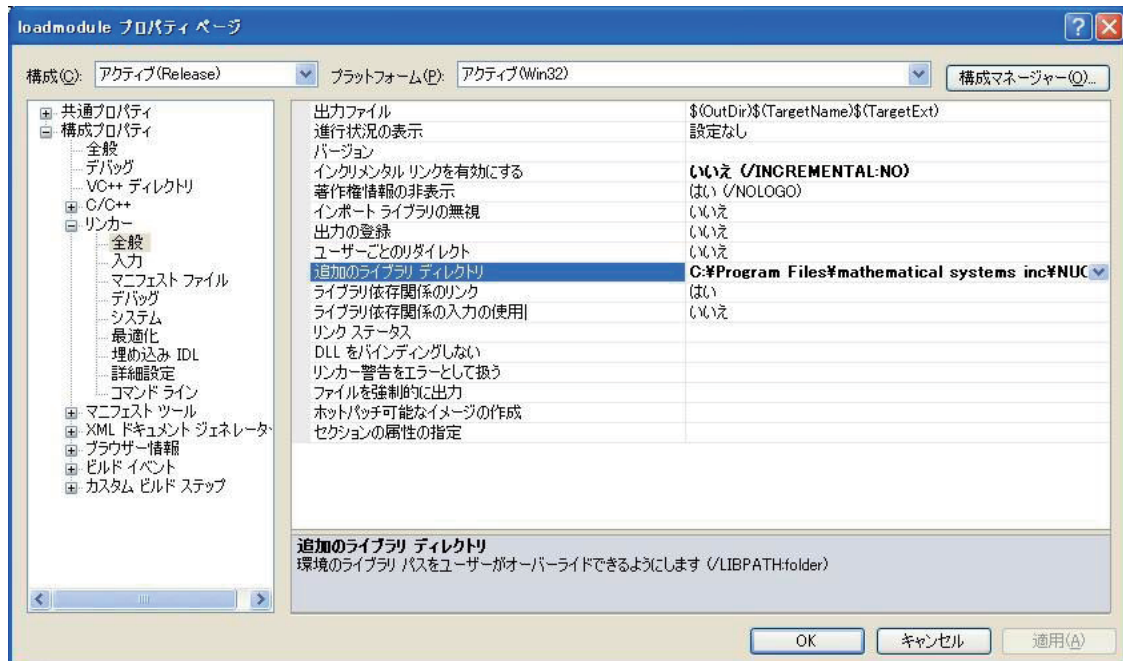 loadmodule プロパティ ページ
構成(C): アクティブ(Release) プラットフォーム(P): アクティブ(Win32) 構成マネージャー(O)...
共通プロパティ
構成プロパティ
全般
デバッグ
VC++ ディレクトリ
C/C++
リンカー
全般
入力
マニフェスト ファイル
デバッグ
システム
最適化
埋め込み IDL
詳細設定
コマンド ライン
マニフェスト ツール
XML ドキュメント ジェネレーター
ブラウザー情報
ビルド イベント
カスタム ビルド ステップ
出力ファイル $(OutDir)$(TargetName)$(TargetExt)
進行状況の表示 設定なし
バージョン
インクリメンタル リンクを有効にする いいえ (/INCREMENTAL:NO)
著作権情報の非表示 はい (/NOLOGO)
インポート ライブラリの無視 いいえ
出力の登録 いいえ
ユーザーごとのリダイレクト いいえ
追加のライブラリ ディレクトリ C:¥Program Files¥mathematical systems inc¥NUC
ライブラリ依存関係のリンク はい
ライブラリ依存関係の入力の使用 いいえ
リンク ステータス
DLL をバインディングしない
リンカー警告をエラーとして扱う
ファイルを強制的に出力
ホットパッチ可能なイメージの作成
セクションの属性の指定
追加のライブラリ ディレクトリ
環境のライブラリ パスをユーザーがオーバーライドできるようにします (/LIBPATH:folder)
OK キャンセル 適用(A)